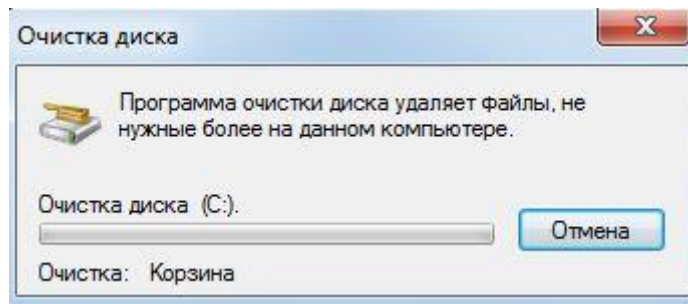 Очистка диска
Программа очистки диска удаляет файлы, не
нужные более на данном компьютере.
Очистка диска (C:).
Отмена
Очистка: Корзина